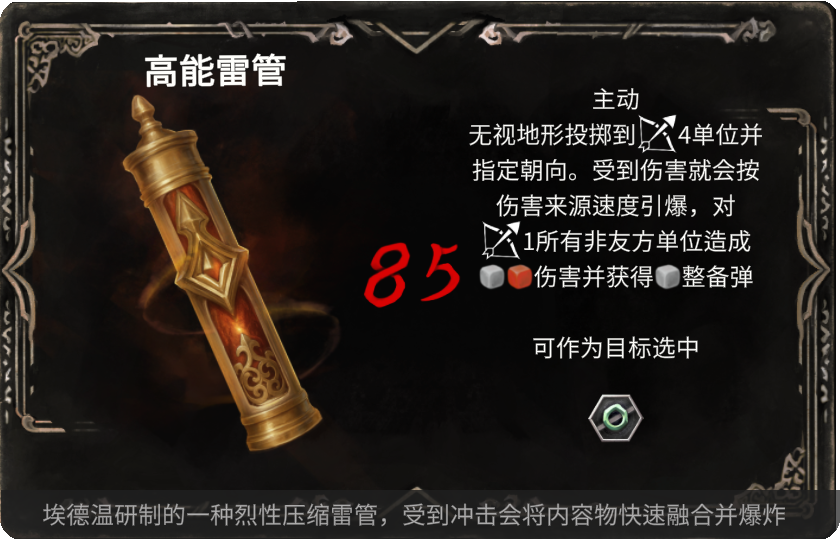 高能雷管
主动
无视地形投掷到4单位并
指定朝向。受到伤害就会按
伤害来源速度引爆，对
1所有非友方单位造成
伤害并获得整备弹
85
可作为目标选中
埃德温研制的一种烈性压缩雷管，受到冲击会将内容物快速融合并爆炸